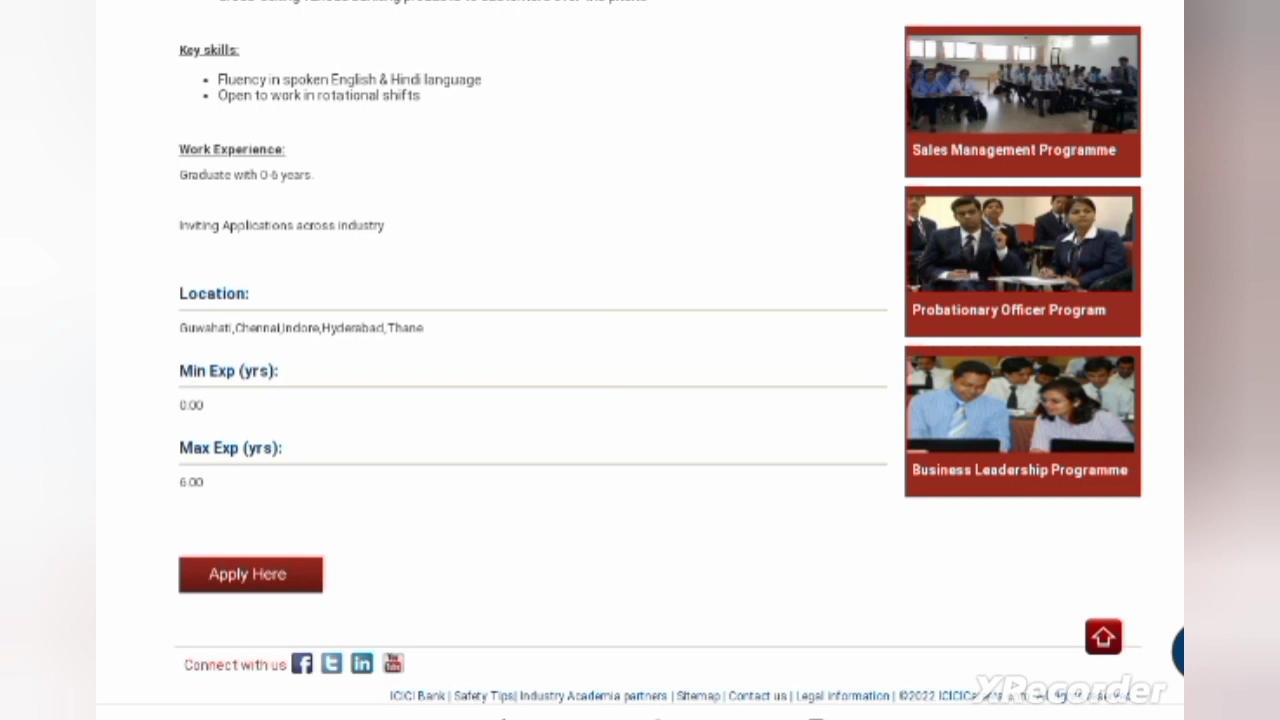 Key skills:
Fluency in spoken English & Hindi language
Open to work in rotational shifts
Work Experience:
Graduate with 0-6 years.
Inviting Applications across industry
Location:
Guwahati,Chennai,Indore,Hyderabad,Thane
Min Exp (yrs):
0.00
Max Exp (yrs):
6.00
Apply Here
Sales Management Programme
Probationary Officer Program
Business Leadership Programme
Connect with us
ICICI Bank | Safety Tips| Industry Academia partners | Sitemap | Contact us | Legal Information | ©2022
XRecorder